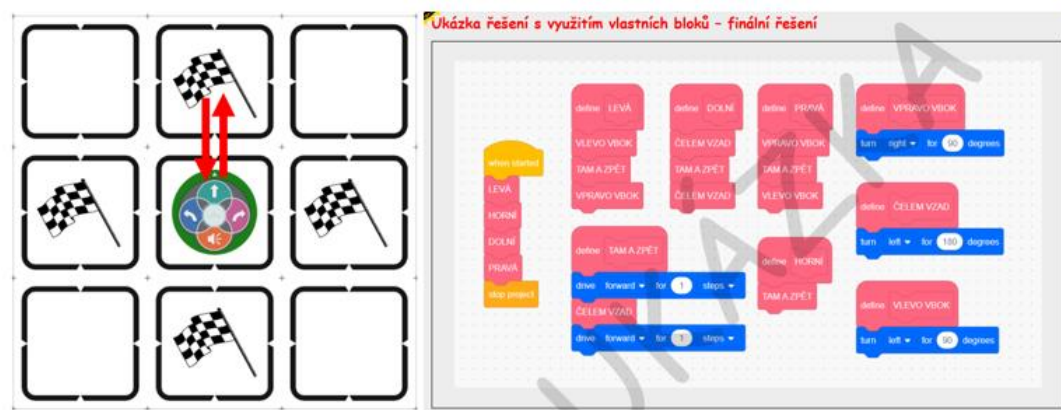 Ukázka řešení s využitím vlastních bloků – finální řešení
when started
LEVÁ
HORNÍ
DOLNÍ
PRAVÁ
stop project
define LEVÁ
VLEVO VBOK
TAM A ZPĚT
VPRAVO VBOK
define DOLNÍ
ČELEM VZAD
TAM A ZPĚT
ČELEM VZAD
define PRAVÁ
VPRAVO VBOK
TAM A ZPĚT
VLEVO VBOK
define VPRAVO VBOK
turn right for 90 degrees
define ČELEM VZAD
turn left for 180 degrees
define TAM A ZPĚT
drive forward for 1 steps
ČELEM VZAD
drive forward for 1 steps
define HORNÍ
TAM A ZPĚT
define VLEVO VBOK
turn left for 90 degrees
UKÁZKA